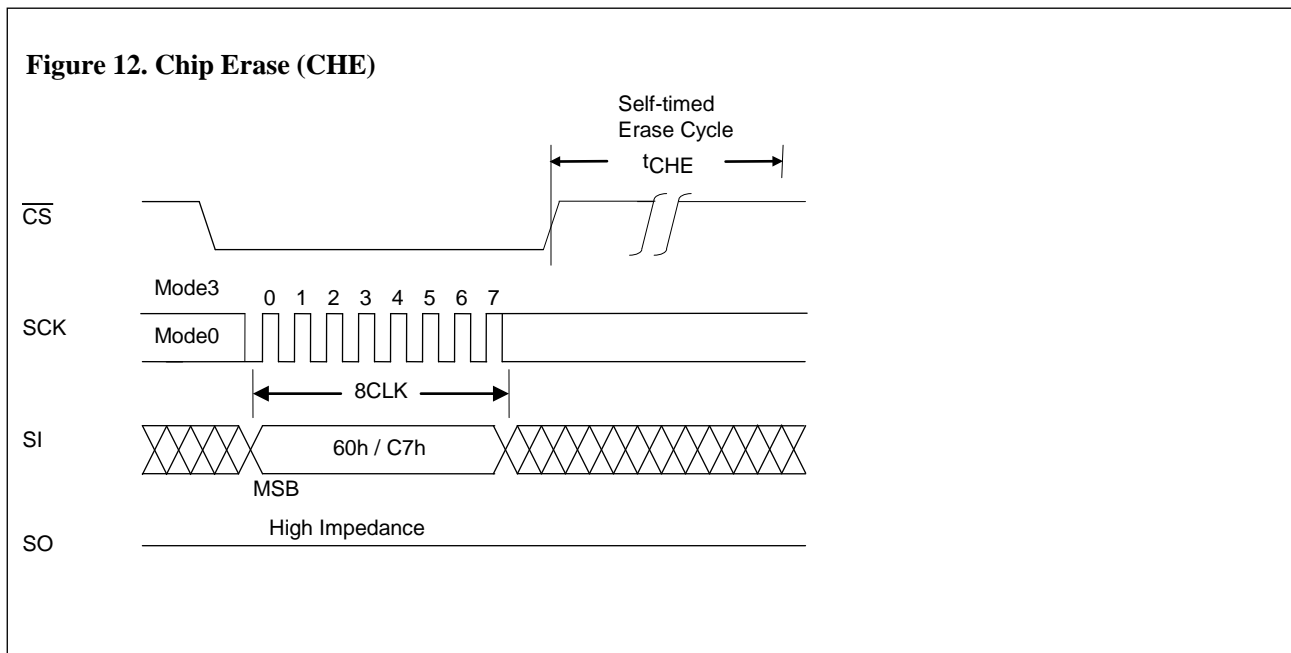 Figure 12. Chip Erase (CHE)
Self-timed
Erase Cycle
tCHE
CS
Mode3
0 1 2 3 4 5 6 7
SCK
Mode0
8CLK
SI
60h / C7h
MSB
High Impedance
SO